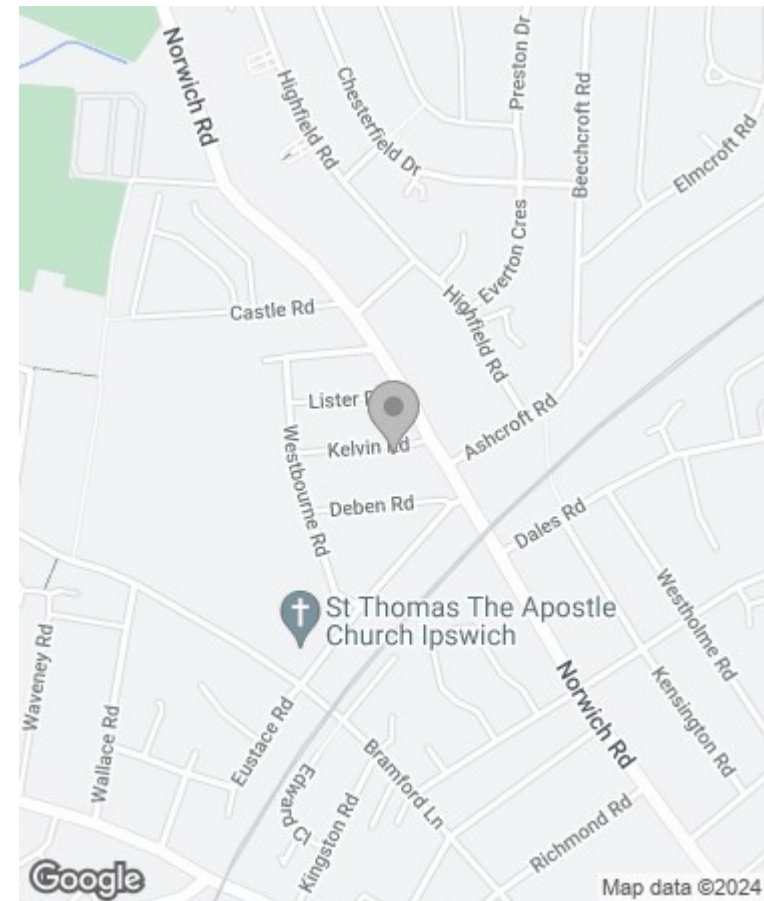 Norwich Rd
Highfield Rd
Chesterfield Dr
Preston Dr
Beechcroft Rd
Elmcroft Rd
Everton Cres
Castle Rd
Highfield Rd
Lister
Ashcroft Rd
Kelvin Rd
Westbourne Rd
Deben Rd
Dales Rd
St Thomas The Apostle
Church Ipswich
Westholme Rd
Waveney Rd
Wallace Rd
Eustace Rd
Norwich Rd
Kensington Rd
Edward Ct
Kingston Rd
Bramford Ln
Richmond Rd
Google
Map data ©2024